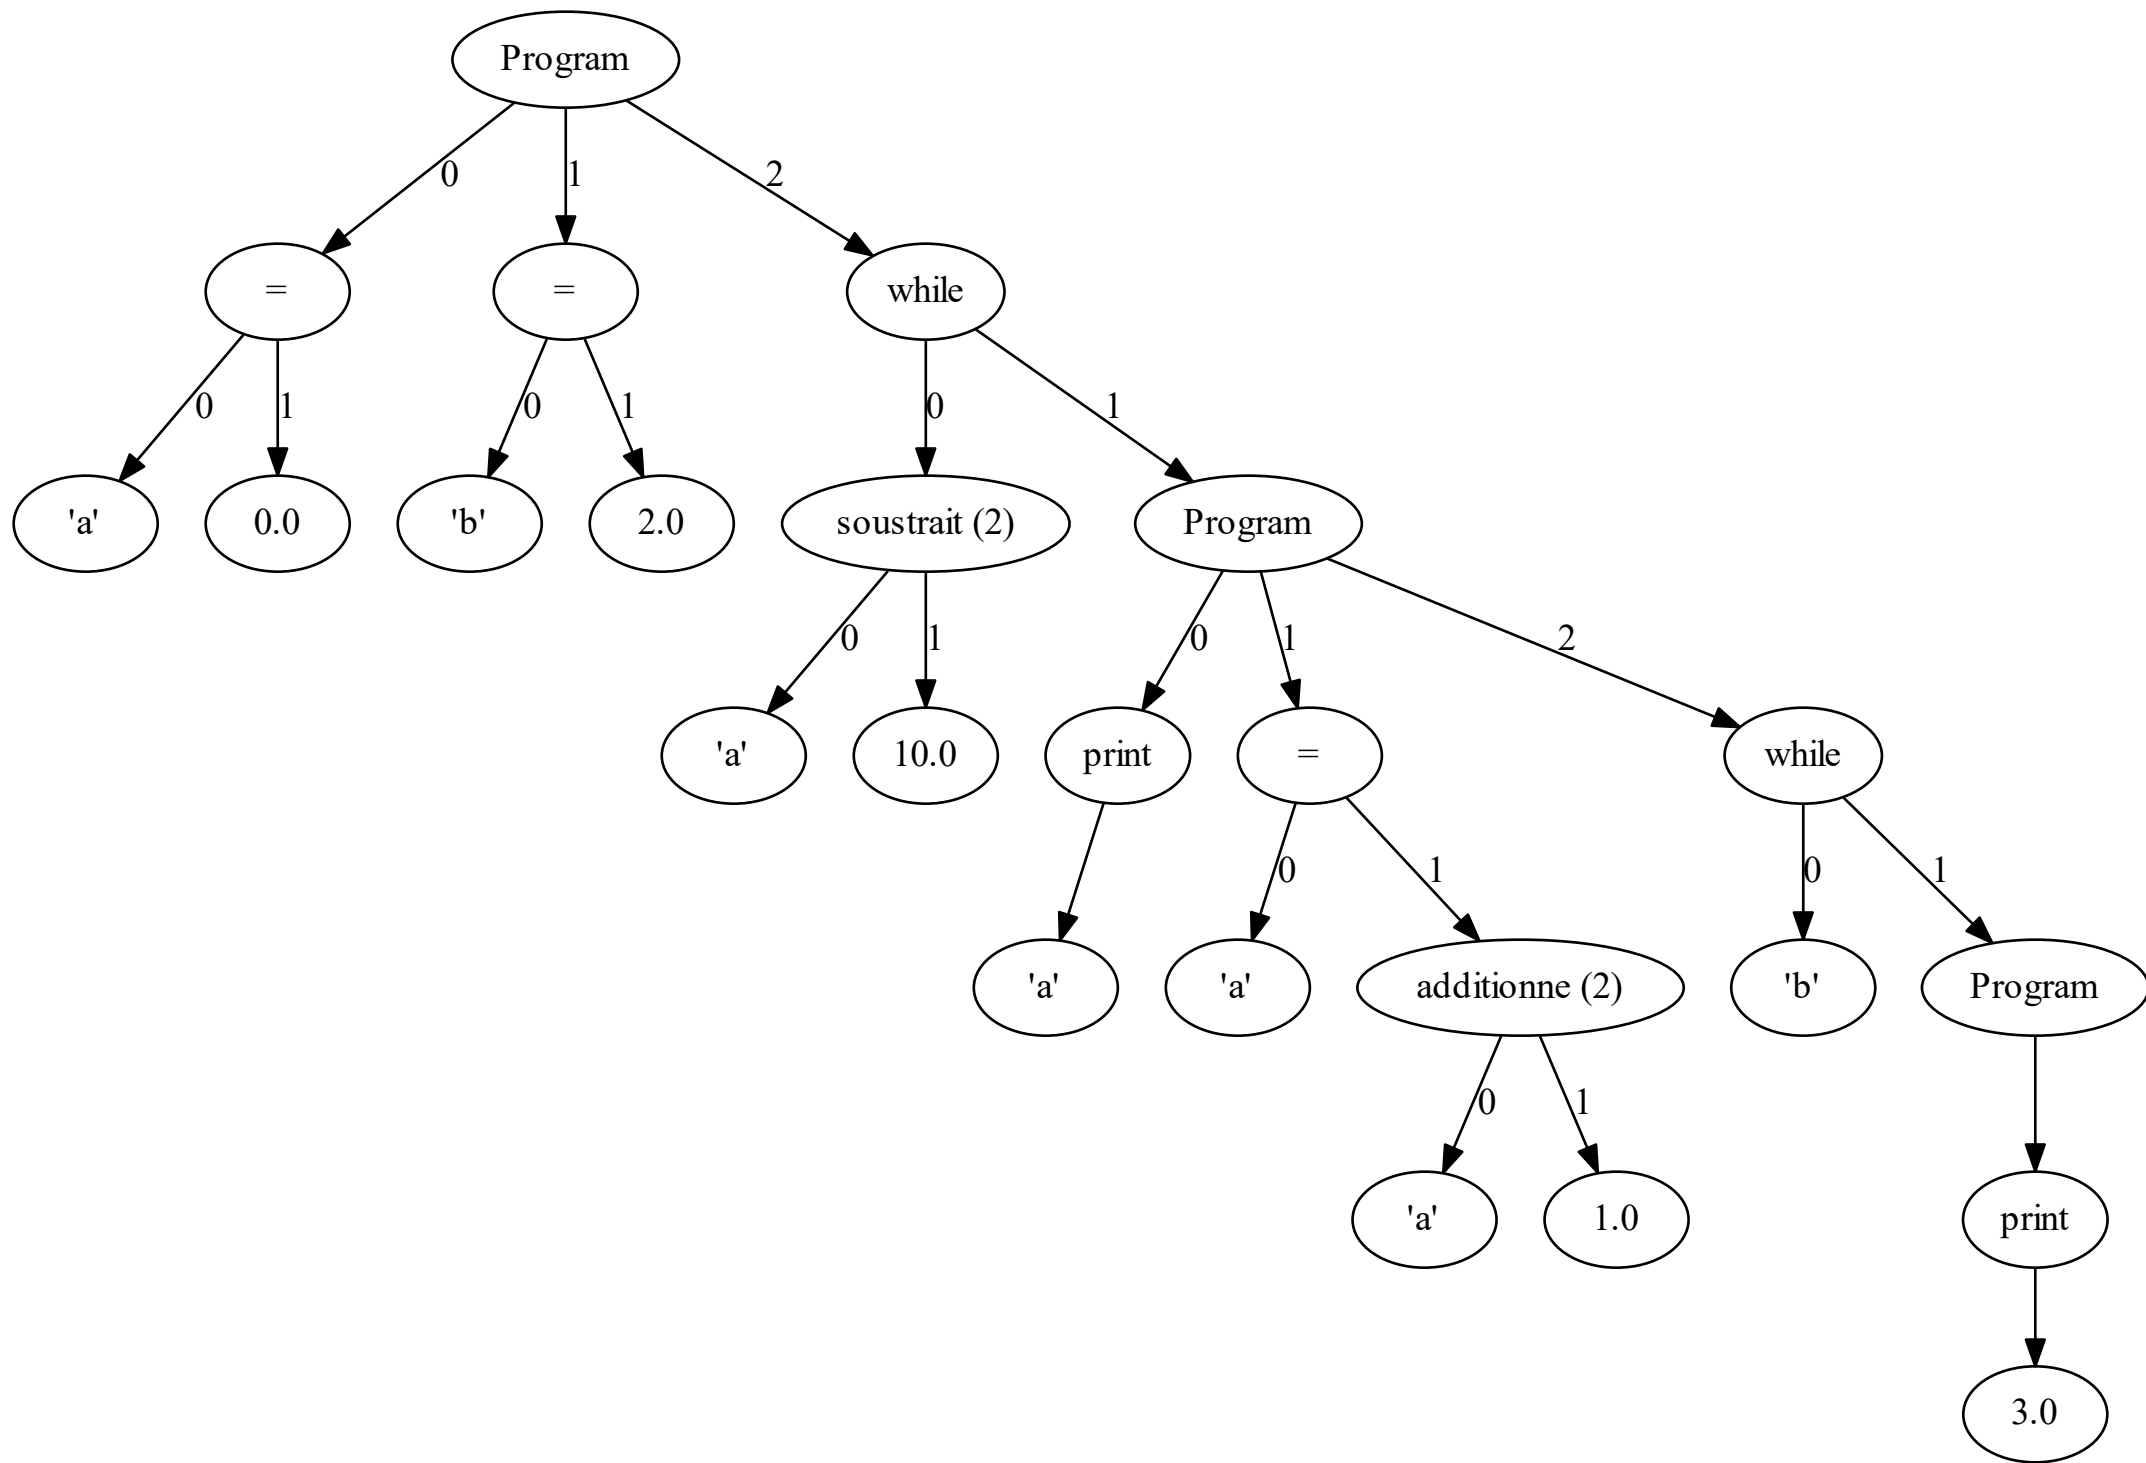 Program
0
1
2
=
=
while
0
1
0
1
0
1
'a'
0.0
'b'
2.0
soustrait (2)
Program
0
1
0
1
2
'a'
10.0
print
=
while
0
1
0
1
'a'
'a'
additionne (2)
'b'
Program
0
1
'a'
1.0
print
3.0